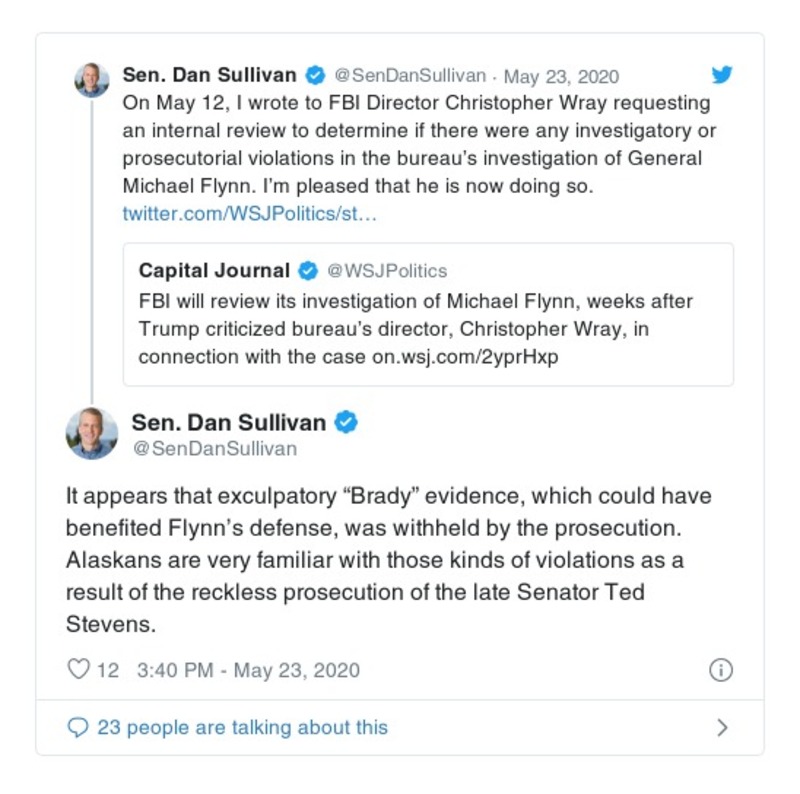 Sen. Dan Sullivan @SenDanSullivan · May 23, 2020
On May 12, I wrote to FBI Director Christopher Wray requesting
an internal review to determine if there were any investigatory or
prosecutorial violations in the bureau’s investigation of General
Michael Flynn. I’m pleased that he is now doing so.
twitter.com/WSJPolitics/st…
Capital Journal @WSJPolitics
FBI will review its investigation of Michael Flynn, weeks after
Trump criticized bureau’s director, Christopher Wray, in
connection with the case on.wsj.com/2yprHxp
Sen. Dan Sullivan
@SenDanSullivan
It appears that exculpatory “Brady” evidence, which could have
benefited Flynn’s defense, was withheld by the prosecution.
Alaskans are very familiar with those kinds of violations as a
result of the reckless prosecution of the late Senator Ted
Stevens.
12 3:40 PM - May 23, 2020
23 people are talking about this